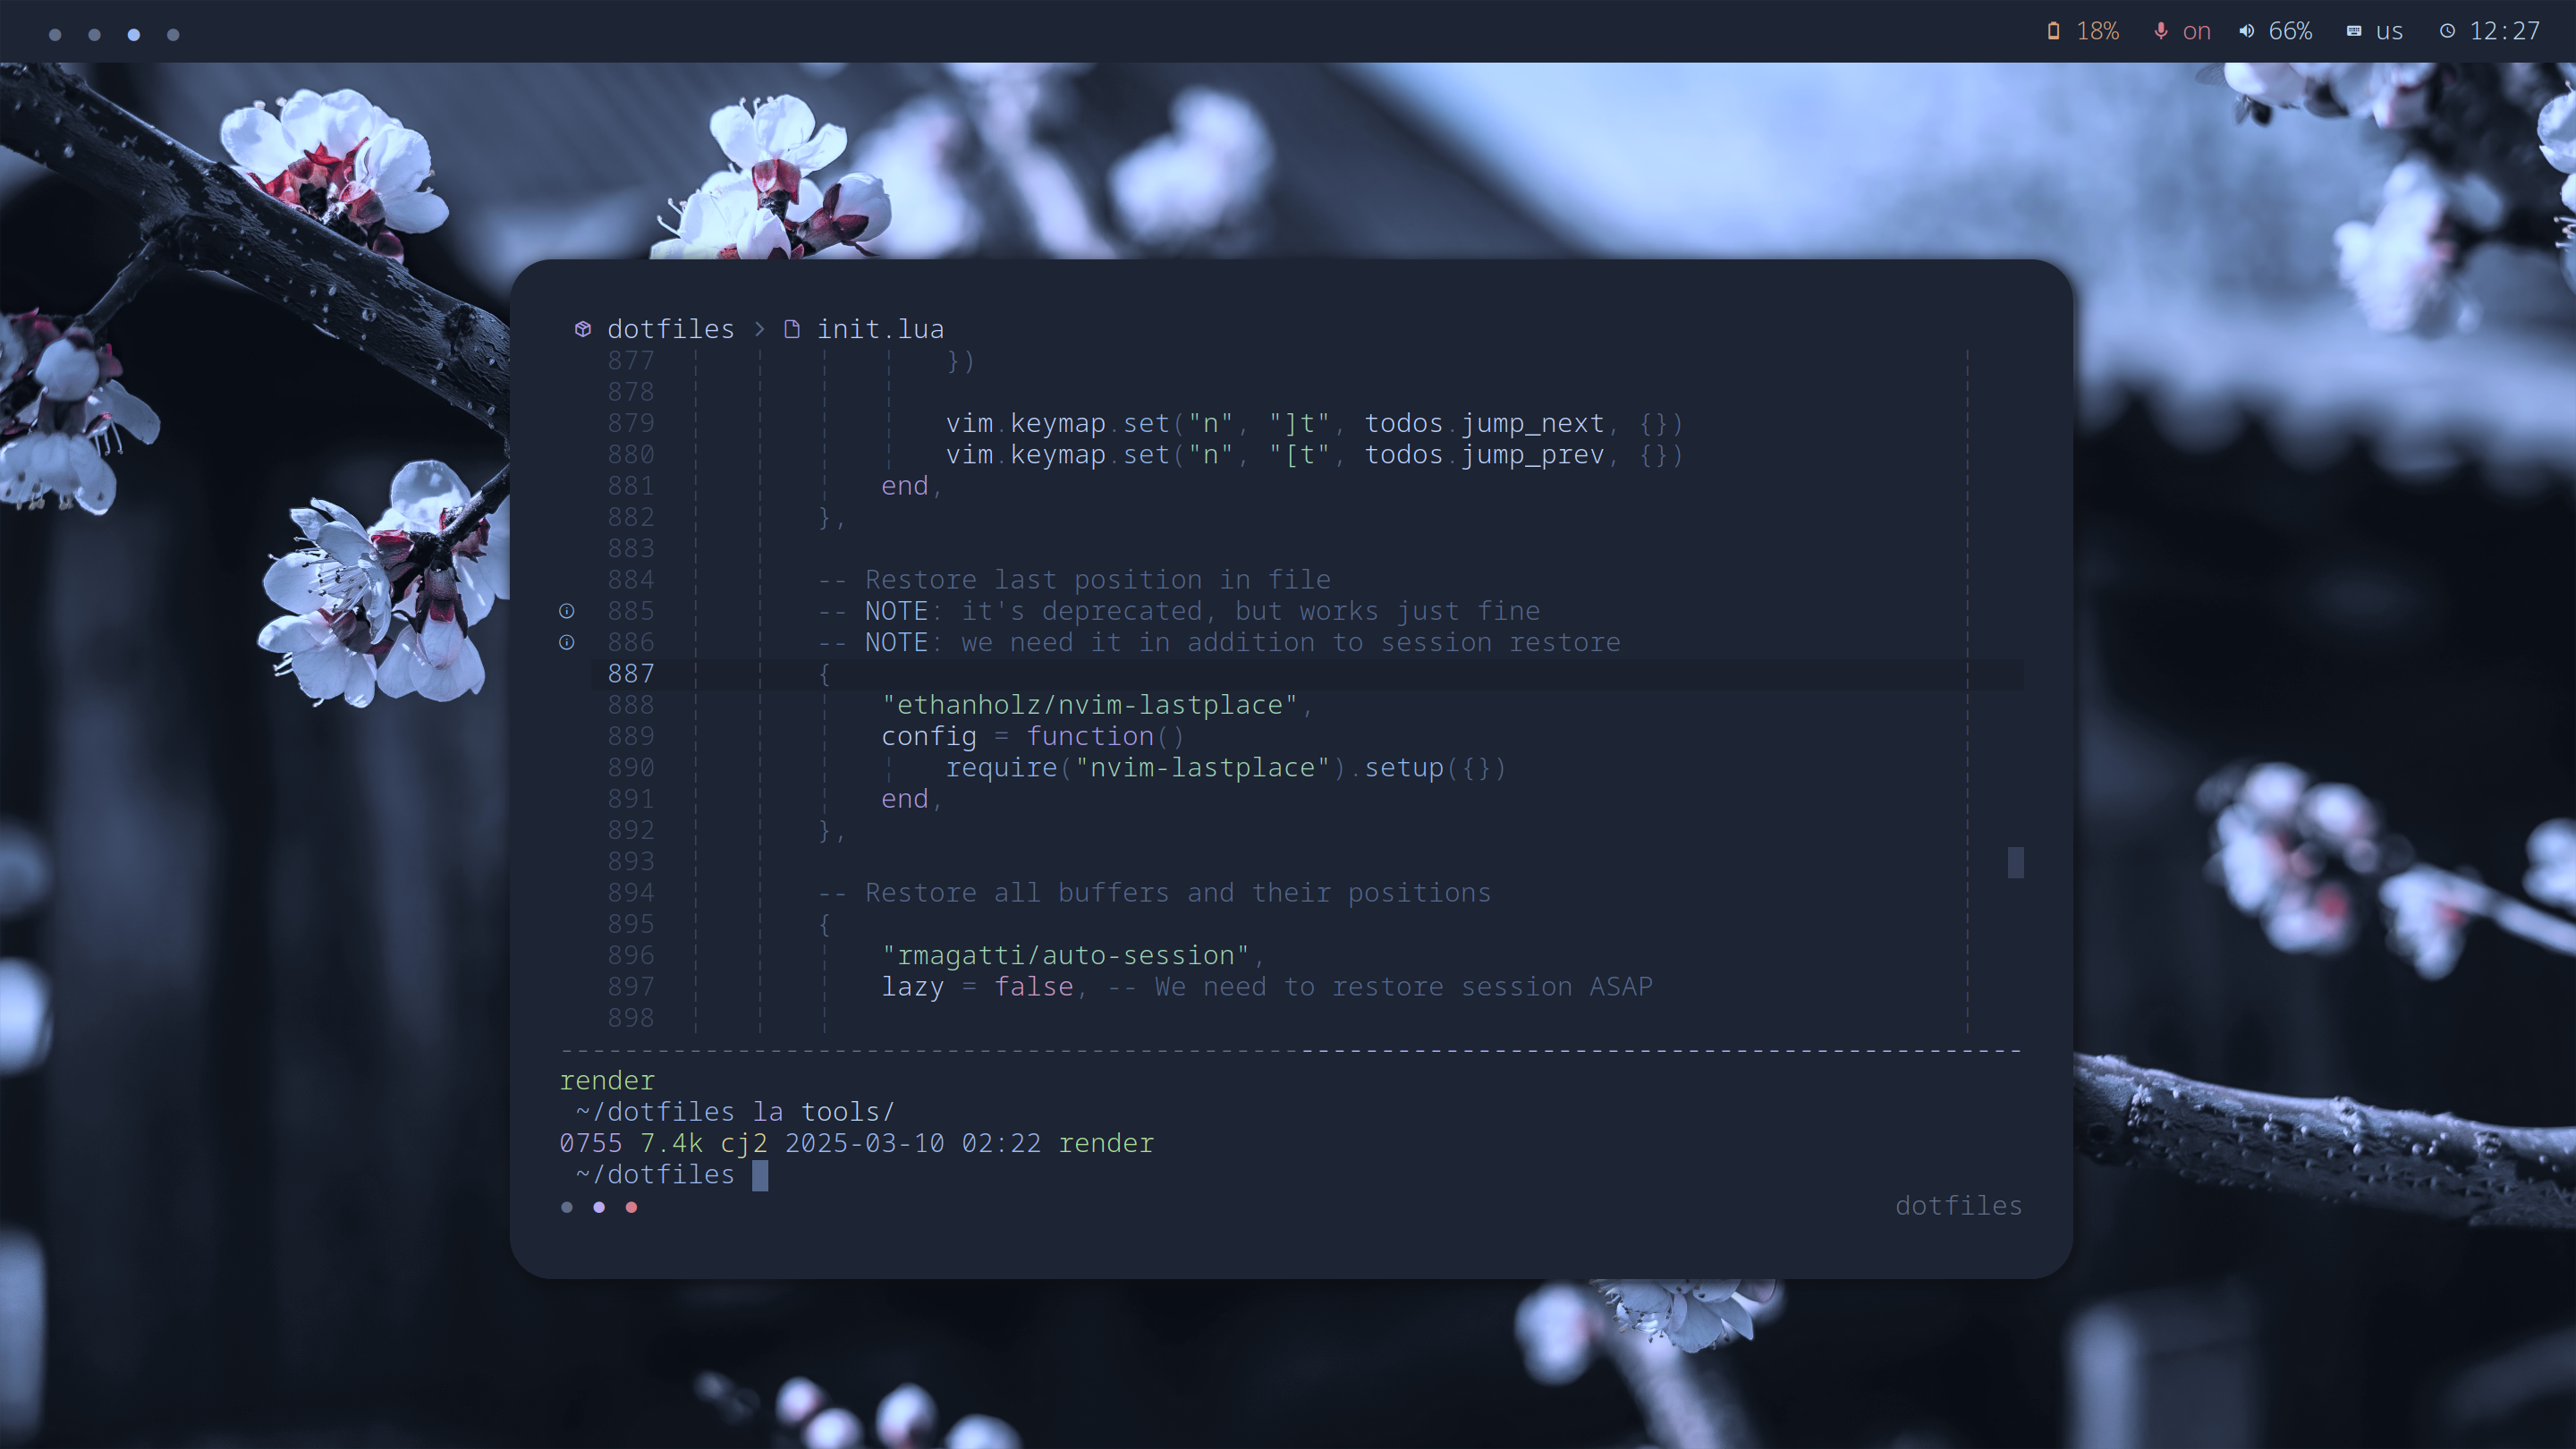 18% on 66% us 12:27
dotfiles > init.lua
877 })
878
879 vim.keymap.set("n", "]t", todos.jump_next, {})
880 vim.keymap.set("n", "[t", todos.jump_prev, {})
881 end,
882 },
883
884 -- Restore last position in file
885 -- NOTE: it's deprecated, but works just fine
886 -- NOTE: we need it in addition to session restore
887 {
888 "ethanholz/nvim-lastplace",
889 config = function()
890 require("nvim-lastplace").setup({})
891 end,
892 },
893
894 -- Restore all buffers and their positions
895 {
896 "rmagatti/auto-session",
897 lazy = false, -- We need to restore session ASAP
898
render
~/dotfiles la tools/
0755 7.4k cj2 2025-03-10 02:22 render
~/dotfiles
dotfiles